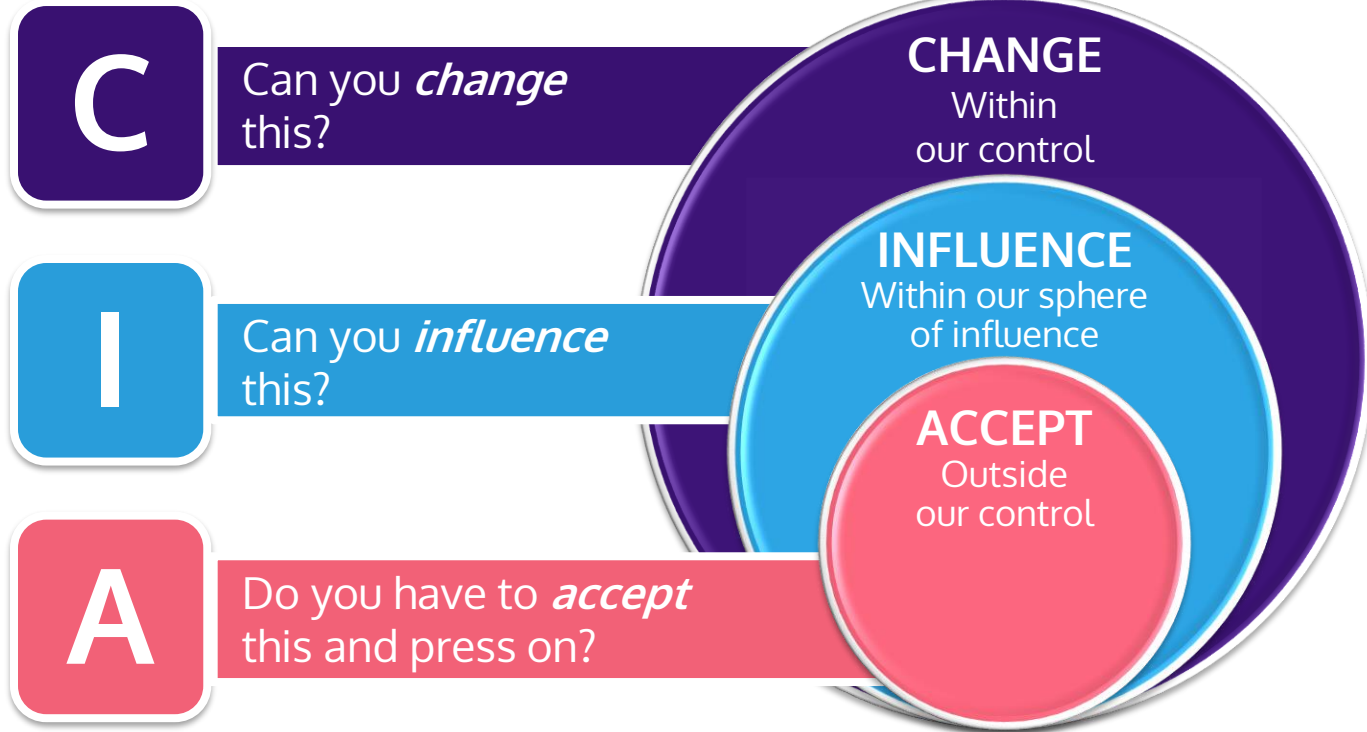 C
Can you change
this?
I
Can you influence
this?
A
Do you have to accept
this and press on?
CHANGE
Within
our control
INFLUENCE
Within our sphere
of influence
ACCEPT
Outside
our control